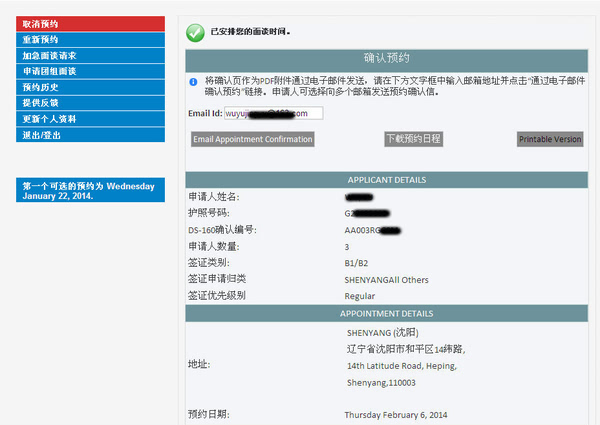 取消预约
重新预约
加急面谈请求
申请团组面谈
预约历史
提供反馈
更新个人资料
退出/登出
第一个可选的预约为 Wednesday
January 22, 2014.
已安排您的面谈时间。
确认预约
将确认页作为PDF附件通过电子邮件发送，请在下方文字框中输入邮箱地址并点击“通过电子邮件
确认预约”链接。申请人可选择向多个邮箱发送预约确认信。
Email Id:
Email Appointment Confirmation 下载预约日程 Printable Version
APPLICANT DETAILS
申请人姓名:
护照号码: G2
DS-160确认编号: AA003RG
申请人数量: 3
签证类别: B1/B2
签证申请归类 SHENYANGAll Others
签证优先级别 Regular
APPOINTMENT DETAILS
SHENYANG (沈阳)
辽宁省沈阳市和平区14纬路,
地址: 14th Latitude Road, Heping,
Shenyang,110003
预约日期: Thursday February 6, 2014